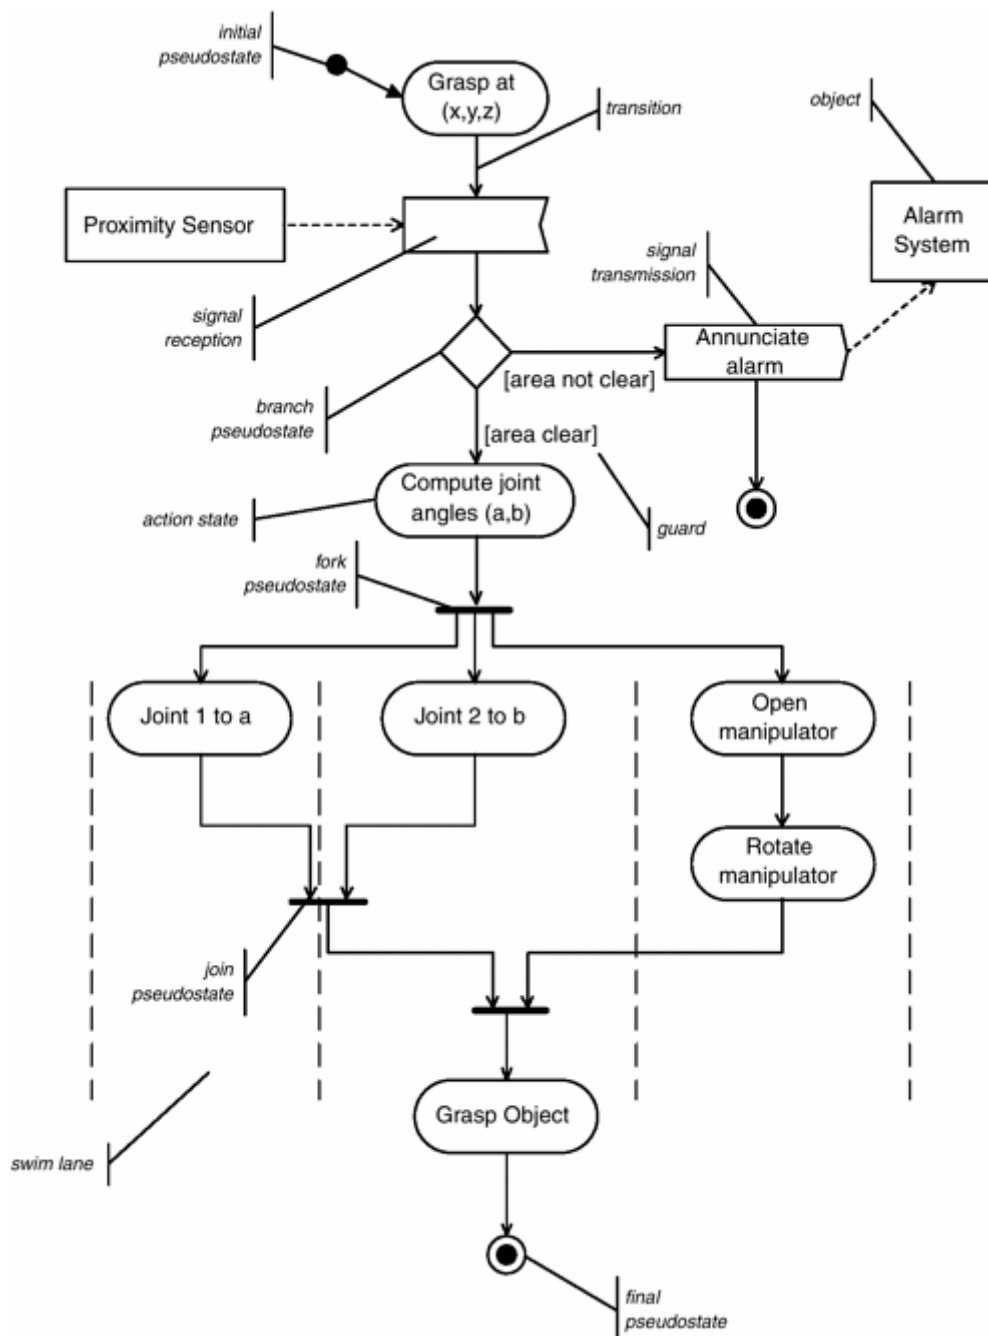 initial
pseudostate
Grasp at
(x,y,z)
transition
object
Proximity Sensor
Alarm
System
signal
transmission
signal
reception
Annunciate
alarm
[area not clear]
branch
pseudostate
[area clear]
Compute joint
angles (a,b)
action state
guard
fork
pseudostate
Joint 1 to a
Joint 2 to b
Open
manipulator
Rotate
manipulator
join
pseudostate
Grasp Object
swim lane
final
pseudostate